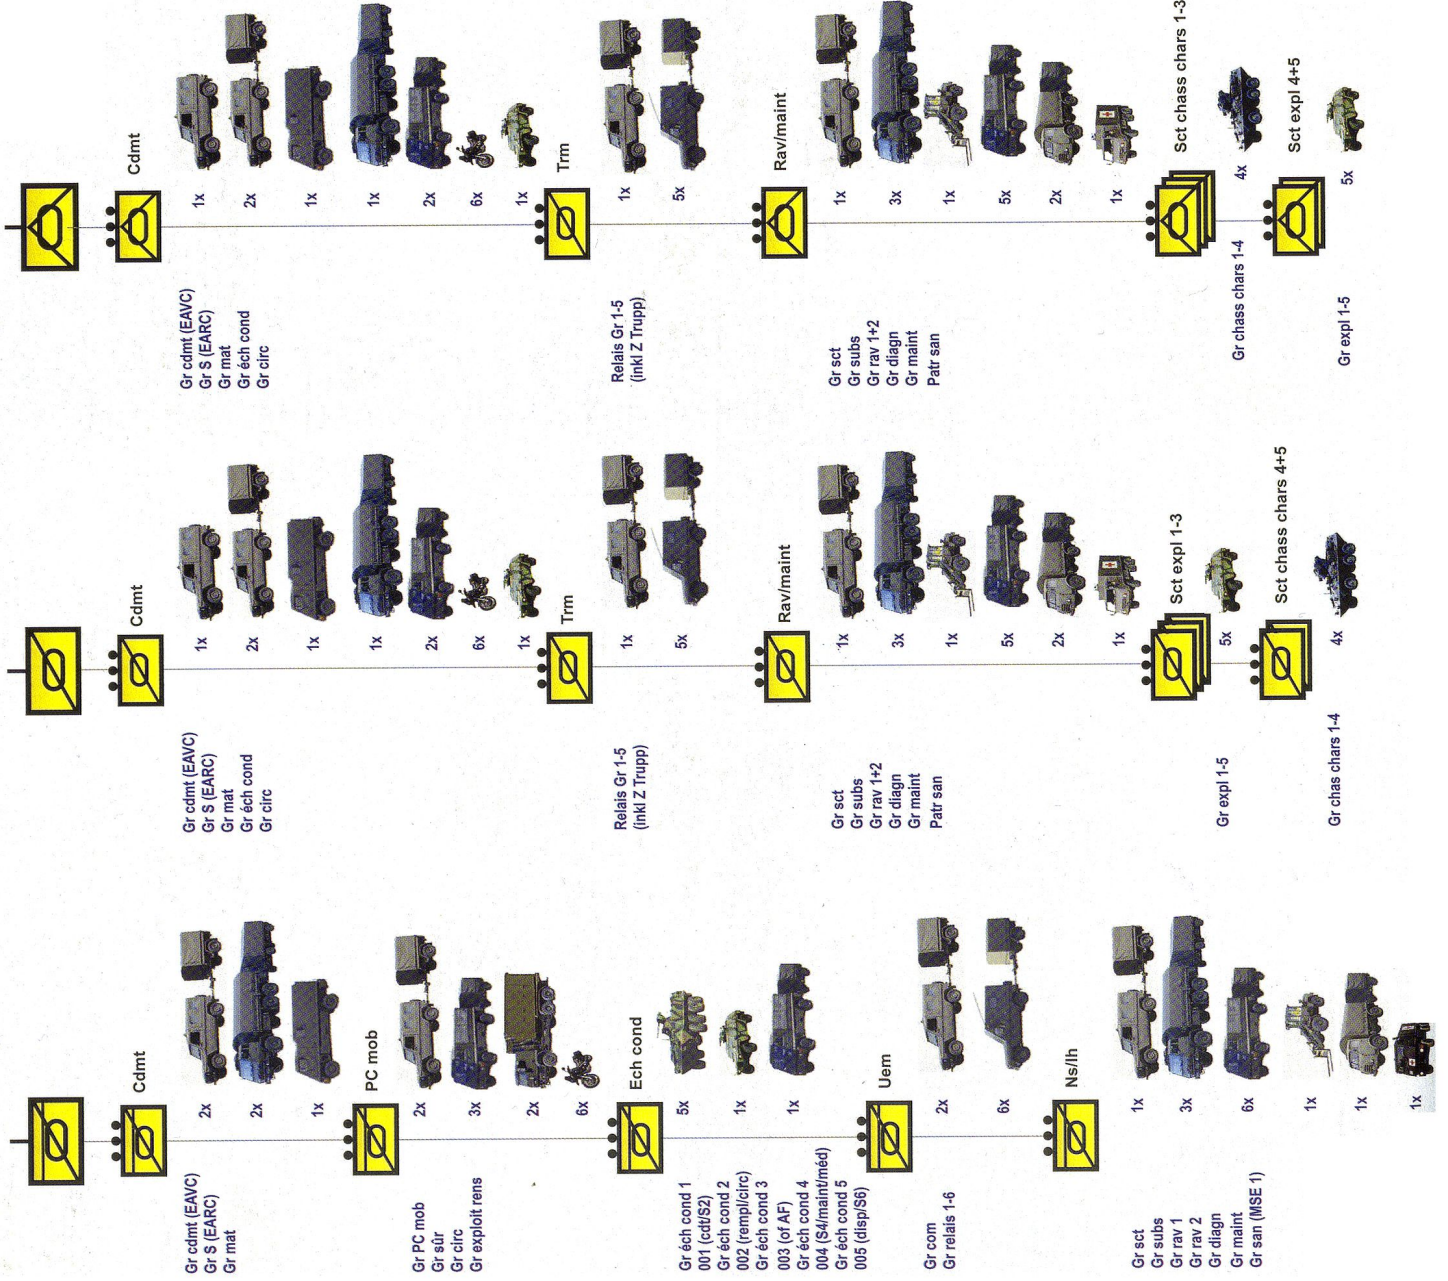 Cdmt
Gr cdmt (EAVC)
Gr S (EARC)
Gr mat
2x
2x
1x
PC mob
Gr PC mob
Gr sûr
Gr circ
Gr exploit rens
2x
3x
2x
6x
Ech cond
Gr éch cond 1
001 (cdt/S2)
Gr éch cond 2
002 (rempl/circ)
Gr éch cond 3
003 (of AF)
Gr éch cond 4
004 (S4/maint/méd)
Gr éch cond 5
005 (disp/S6)
5x
1x
1x
Uem
Gr com
Gr relais 1-6
2x
6x
Ns/lh
Gr sct
Gr subs
Gr rav 1
Gr rav 2
Gr diagn
Gr maint
Gr san (MSE 1)
1x
3x
6x
1x
1x
1x
Cdmt
Gr cdmt (EAVC)
Gr S (EARC)
Gr mat
Gr éch cond
Gr circ
1x
2x
1x
1x
2x
6x
1x
Trm
Relais Gr 1-5
(inkl Z Trupp)
1x
5x
Rav/maint
Gr sct
Gr subs
Gr rav 1+2
Gr diagn
Gr maint
Patr san
1x
3x
1x
5x
2x
1x
Sct expl 1-3
Gr expl 1-5
5x
Sct chass chars 4+5
Gr chas chars 1-4
4x
Cdmt
Gr cdmt (EAVC)
Gr S (EARC)
Gr mat
Gr éch cond
Gr circ
1x
2x
1x
1x
2x
6x
1x
Trm
Relais Gr 1-5
(inkl Z Trupp)
1x
5x
Rav/maint
Gr sct
Gr subs
Gr rav 1+2
Gr diagn
Gr maint
Patr san
1x
3x
1x
5x
2x
1x
Sct chass chars 1-3
Gr chass chars 1-4
4x
Sct expl 4+5
Gr expl 1-5
5x